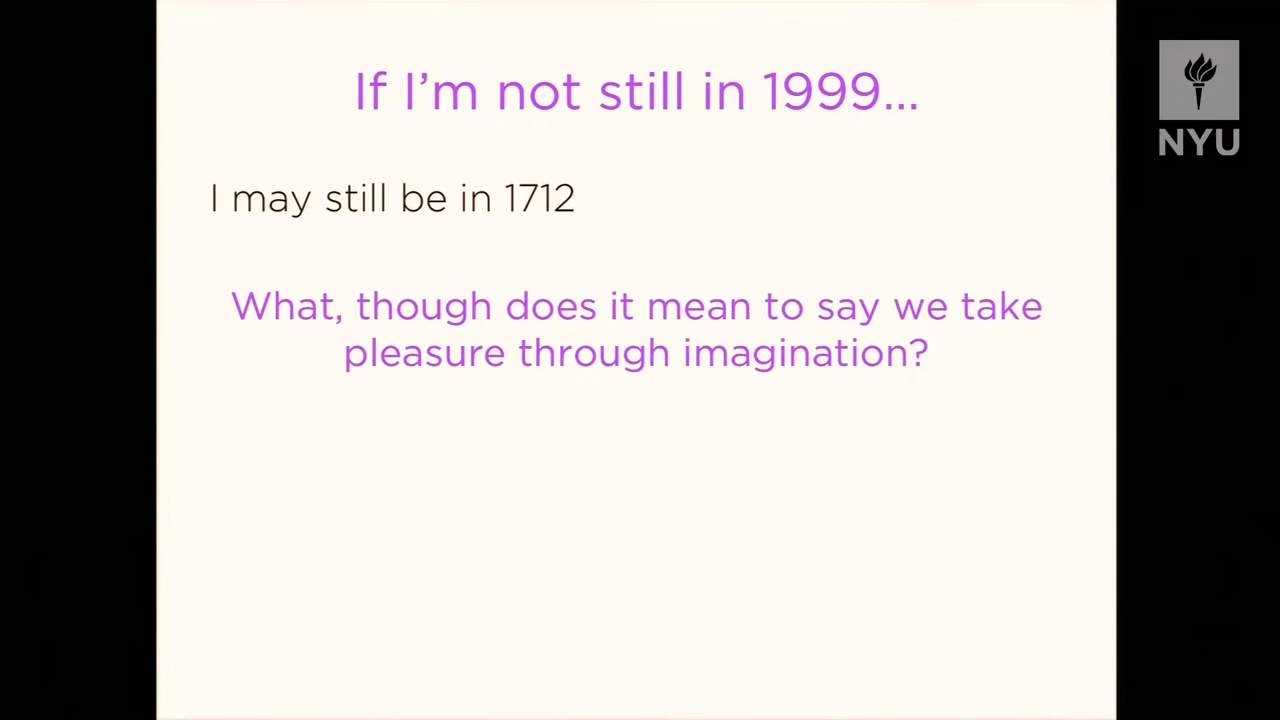 If I’m not still in 1999...
NYU
I may still be in 1712
What, though does it mean to say we take
pleasure through imagination?